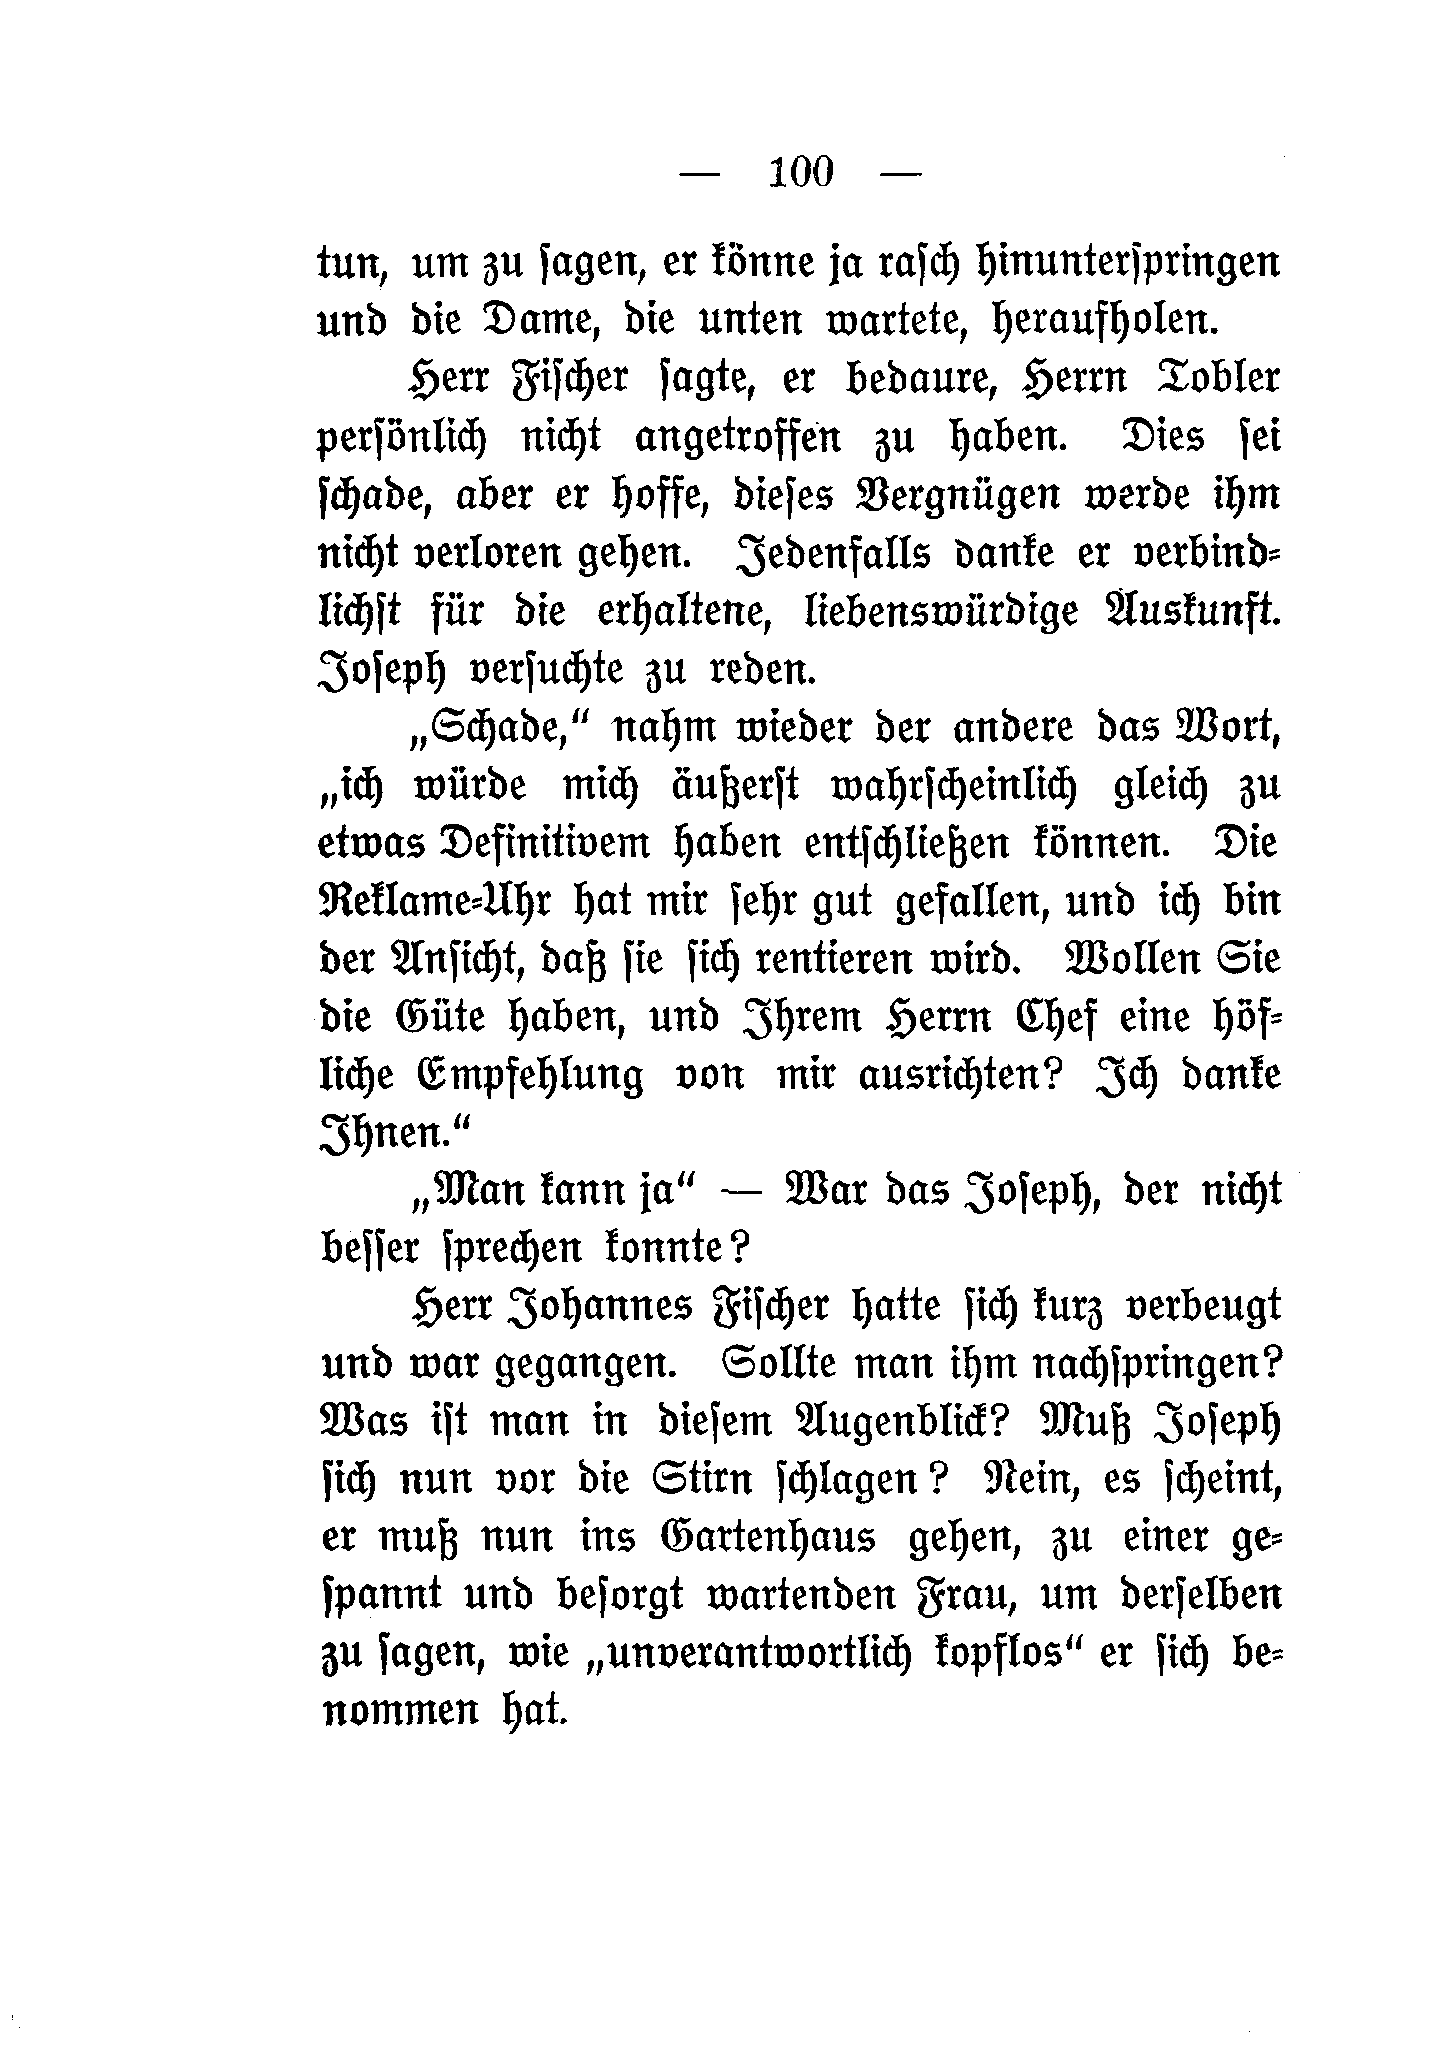 — 100 —
tun, um zu ſagen, er könne ja raſch hinunterſpringen
und die Dame, die unten wartete, heraufholen.
Herr Fiſcher ſagte, er bedaure, Herrn Tobler
perſönlich nicht angetroffen zu haben. Dies ſei
ſchade, aber er hoffe, dieſes Vergnügen werde ihm
nicht verloren gehen. Jedenfalls danke er verbind⸗
lichſt für die erhaltene, liebenswürdige Auskunft.
Joſeph verſuchte zu reden.
„Schade,“ nahm wieder der andere das Wort,
„ich würde mich äußerſt wahrſcheinlich gleich zu
etwas Definitivem haben entſchließen können. Die
Reklame⸗Uhr hat mir ſehr gut gefallen, und ich bin
der Anſicht, daß ſie ſich rentieren wird. Wollen Sie
die Güte haben, und Ihrem Herrn Chef eine höf⸗
liche Empfehlung von mir ausrichten? Ich danke
Ihnen.“
„Man kann ja“ — War das Joſeph, der nicht
beſſer ſprechen konnte?
Herr Johannes Fiſcher hatte ſich kurz verbeugt
und war gegangen. Sollte man ihm nachſpringen?
Was iſt man in dieſem Augenblick? Muß Joſeph
ſich nun vor die Stirn ſchlagen? Nein, es ſcheint,
er muß nun ins Gartenhaus gehen, zu einer ge⸗
ſpannt und beſorgt wartenden Frau, um derſelben
zu ſagen, wie „unverantwortlich kopflos“ er ſich be⸗
nommen hat.